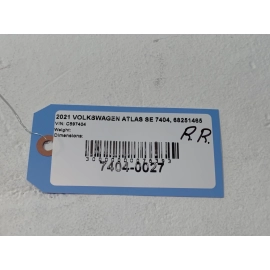 2021 VOLKSWAGEN ATLAS SE 7404, 68251465
VIN: C597404
Weight:
Dimensions:
R.R.
7404-0027